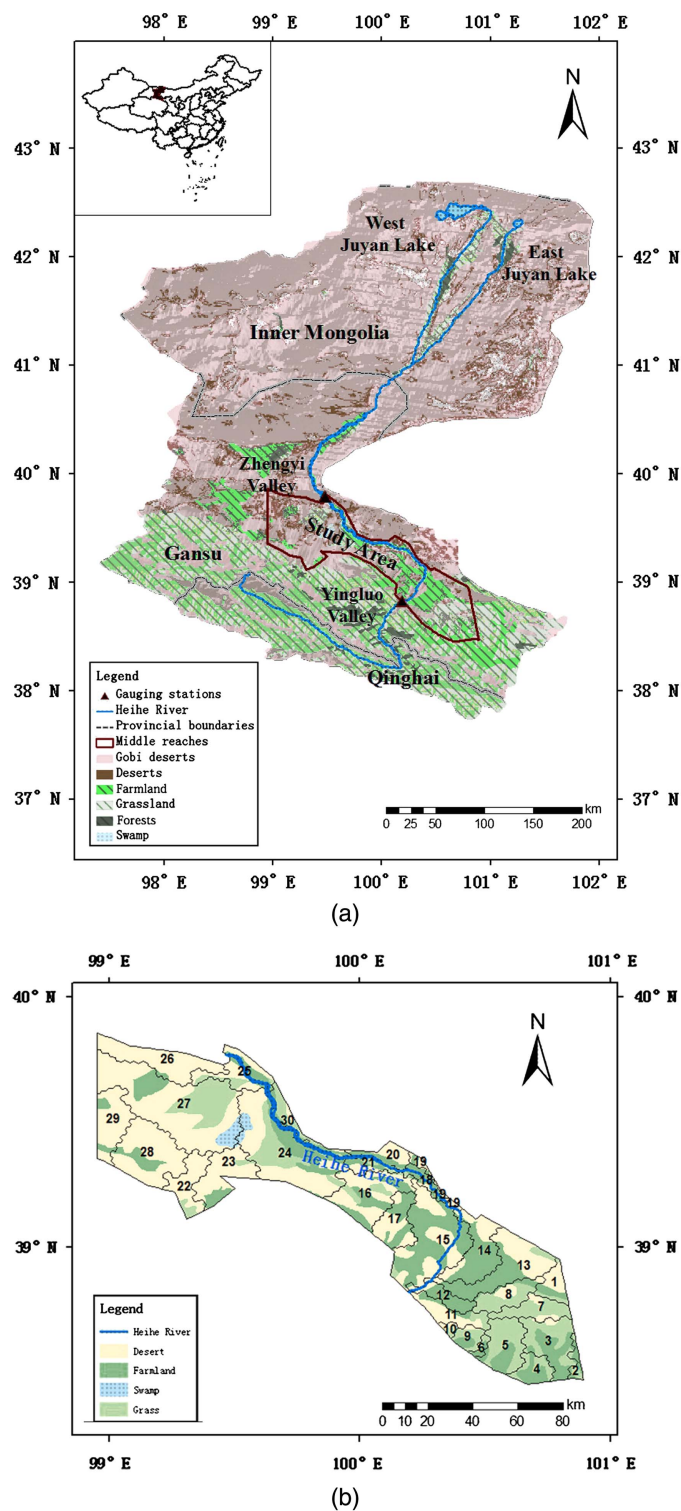 98° E 99° E 100° E 101° E 102° E
N
43° N 43° N
West
Juyan Lake
East
Juyan Lake
42° N 42° N
Inner Mongolia
41° N 41° N
40° N 40° N
Zhengyi
Valley
Study Area
Gansu
39° N 39° N
Yingluo
Valley
Qinghai
38° N 38° N
37° N 37° N
Legend
Gauging stations
Heihe River
Provincial boundaries
Middle reaches
Gobi deserts
Deserts
Farmland
Grassland
Forests
Swamp
km
0 25 50 100 150 200
98° E 99° E 100° E 101° E 102° E
(a)
99° E 100° E 101° E
40° N 40° N
N
26
25
27
29
30
28
24
20
19
23
21
Heihe River
18
22
16
19
19
17
15
14
39° N 39° N
13
1
12
8
7
11
10
9
6
5
3
4
2
Legend
Heihe River
Desert
Farmland
Swamp
Grass
km
0 10 20 40 60 80
99° E 100° E 101° E
(b)